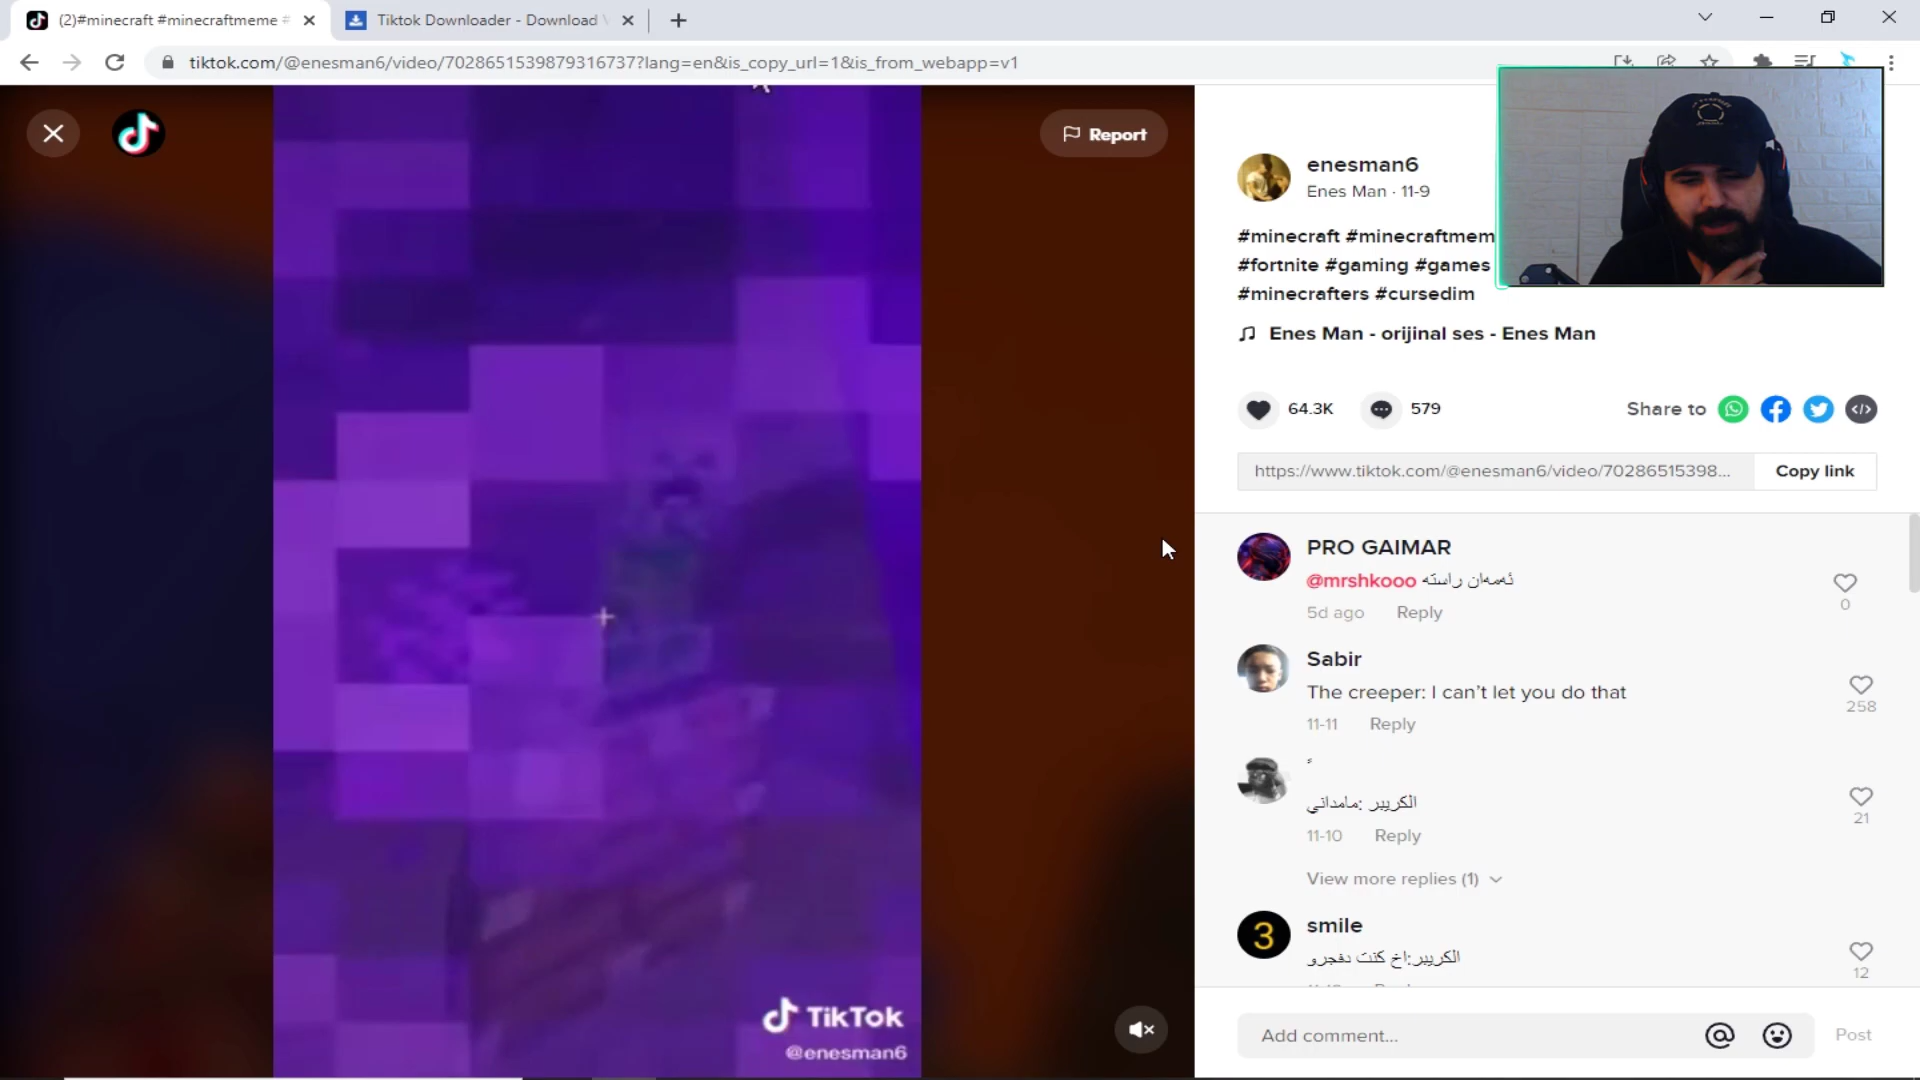 (2)#minecraft #minecraftmeme #
Tiktok Downloader - Download
tiktok.com/@enesman6/video/7028651539879316737?lang=en&is_copy_url=1&is_from_webapp=v1
Report
enesman6
Enes Man · 11-9
#minecraft #minecraftmem
#fortnite #gaming #games
#minecrafters #cursedim
Enes Man - orijinal ses - Enes Man
64.3K
579
Share to
https://www.tiktok.com/@enesman6/video/70286515398...
Copy link
PRO GAIMAR
@mrshkooo ئەمەان راستە
5d ago Reply
0
Sabir
The creeper: I can't let you do that
258
11-11 Reply
الكريبر :مامداني
21
11-10 Reply
View more replies (1)
3
smile
الكريبر:اخ كنت دفجرو
12
TikTok
@enesman6
Add comment...
Post